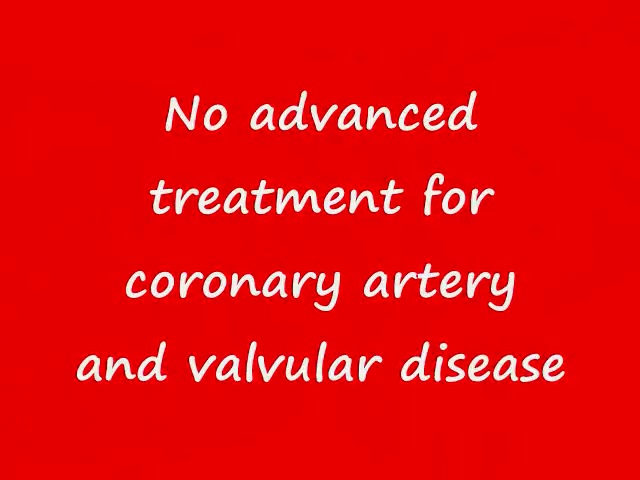 No advanced
treatment for
coronary artery
and valvular disease